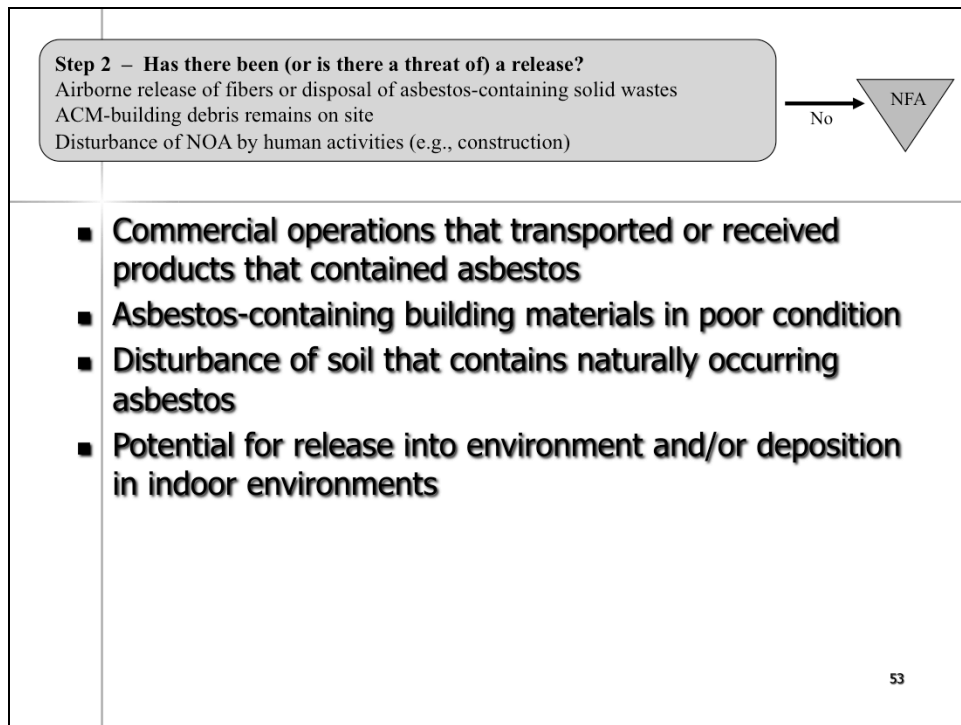 Step 2 – Has there been (or is there a threat of) a release?
Airborne release of fibers or disposal of asbestos-containing solid wastes
ACM-building debris remains on site
Disturbance of NOA by human activities (e.g., construction)
No
NFA
▪ Commercial operations that transported or received
products that contained asbestos
▪ Asbestos-containing building materials in poor condition
▪ Disturbance of soil that contains naturally occurring
asbestos
▪ Potential for release into environment and/or deposition
in indoor environments
53